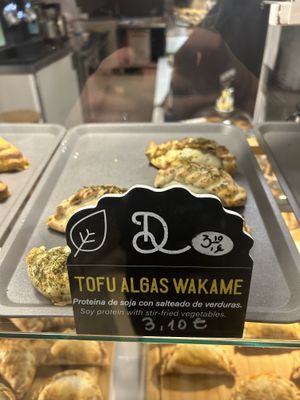 3,10 €
TOFU ALGAS WAKAME
Proteína de soja con salteado de verduras.
Soy protein with stir-fried vegetables.
3,10 €